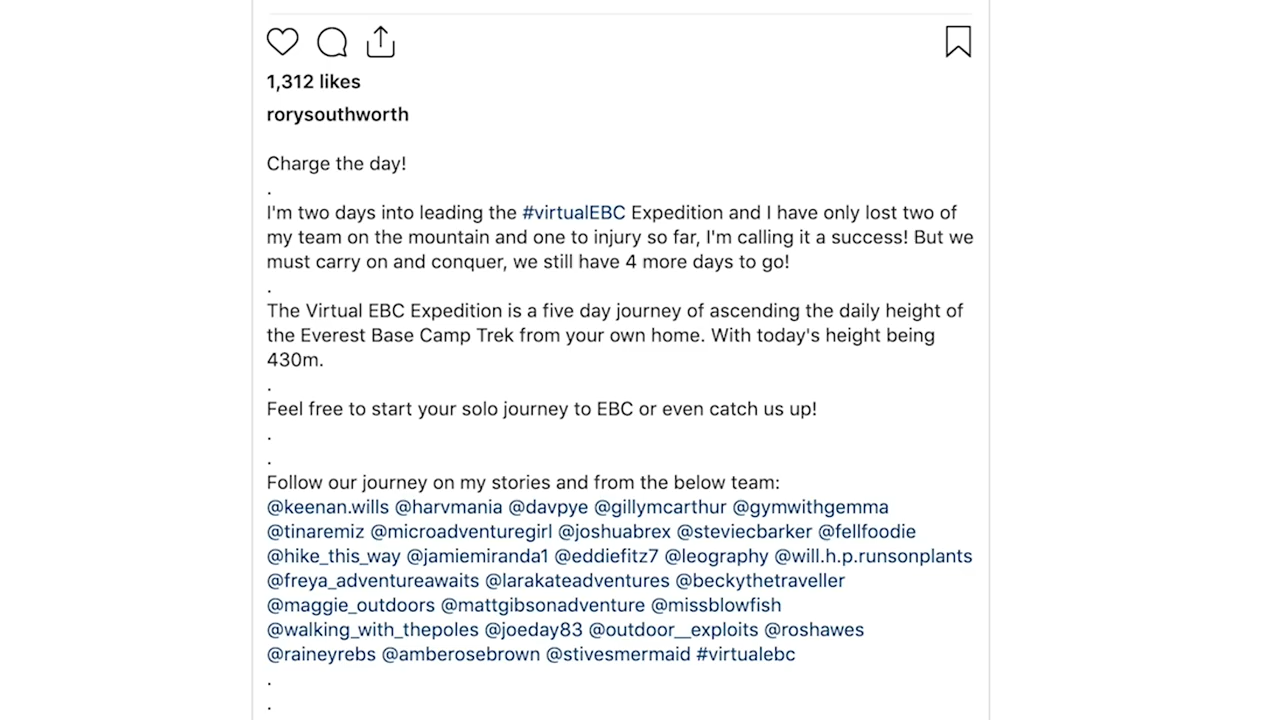 1,312 likes
rorysouthworth
Charge the day!
.
I'm two days into leading the #virtualEBC Expedition and I have only lost two of
my team on the mountain and one to injury so far, I'm calling it a success! But we
must carry on and conquer, we still have 4 more days to go!
.
The Virtual EBC Expedition is a five day journey of ascending the daily height of
the Everest Base Camp Trek from your own home. With today's height being
430m.
.
Feel free to start your solo journey to EBC or even catch us up!
.
.
Follow our journey on my stories and from the below team:
@keenan.wills @harvmania @davpye @gillymcarthur @gymwithgemma
@tinaremiz @microadventuregirl @joshuabrex @steviecbarker @fellfoodie
@hike_this_way @jamiemiranda1 @eddiefitz7 @leography @will.h.p.runsonplants
@freya_adventureawaits @larakateadventures @beckythetraveller
@maggie_outdoors @mattgibsonadventure @missblowfish
@walking_with_thepoles @joeday83 @outdoor__exploits @roshawes
@raineyrebs @amberosebrown @stivesmermaid #virtualebc
.
.